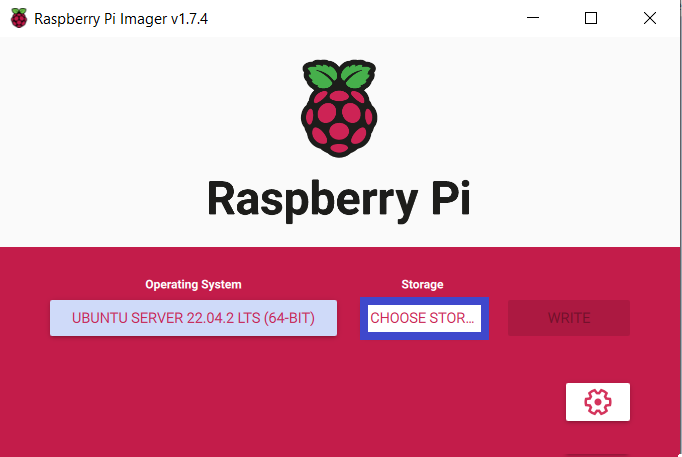 Raspberry Pi Imager v1.7.4
Raspberry Pi
Operating System
Storage
UBUNTU SERVER 22.04.2 LTS (64-BIT)
CHOOSE STOR...
WRITE